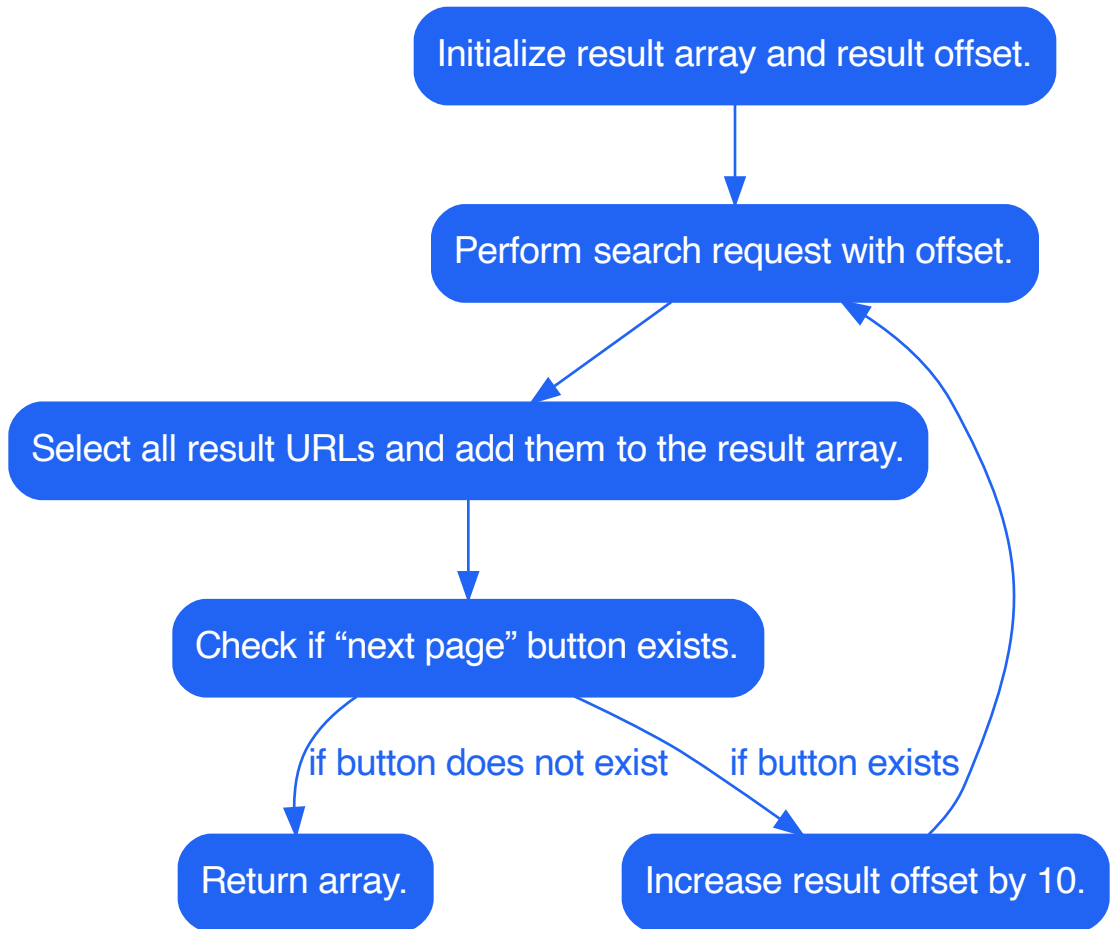 Initialize result array and result offset.
Perform search request with offset.
Select all result URLs and add them to the result array.
Check if “next page” button exists.
if button does not exist
if button exists
Return array.
Increase result offset by 10.